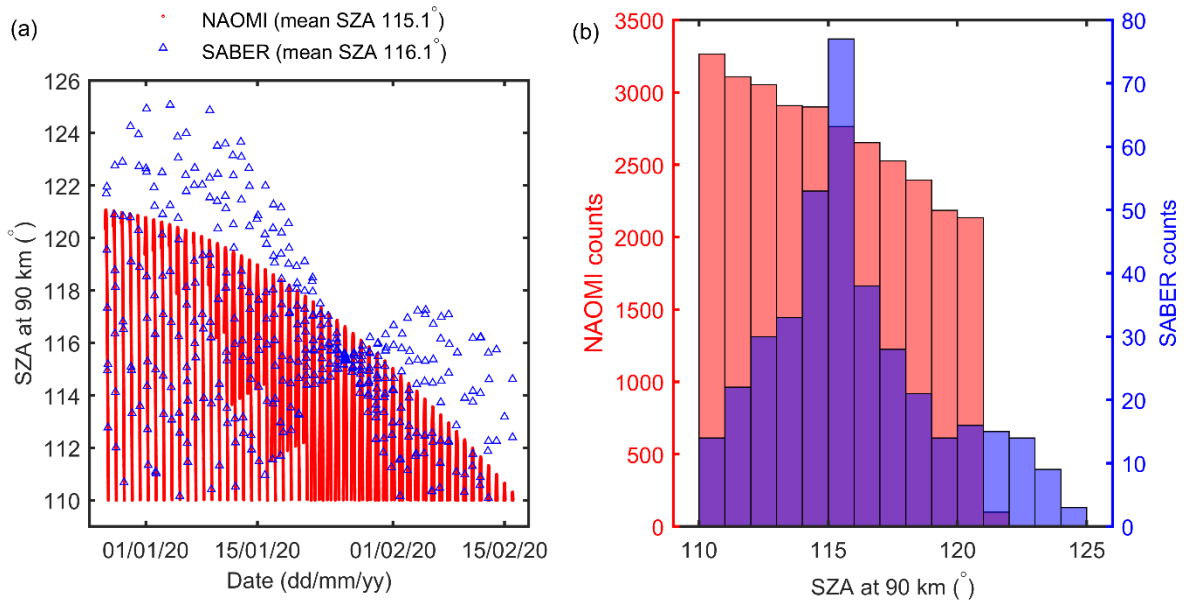 (a)
NAOMI (mean SZA 115.1°)
SABER (mean SZA 116.1°)
126
124
122
120
118
116
114
112
110
SZA at 90 km (°)
01/01/20 15/01/20 01/02/20 15/02/20
Date (dd/mm/yy)
(b)
3500
3000
2500
2000
1500
1000
500
0
NAOMI counts
80
70
60
50
40
30
20
10
0
SABER counts
110 115 120 125
SZA at 90 km (°)